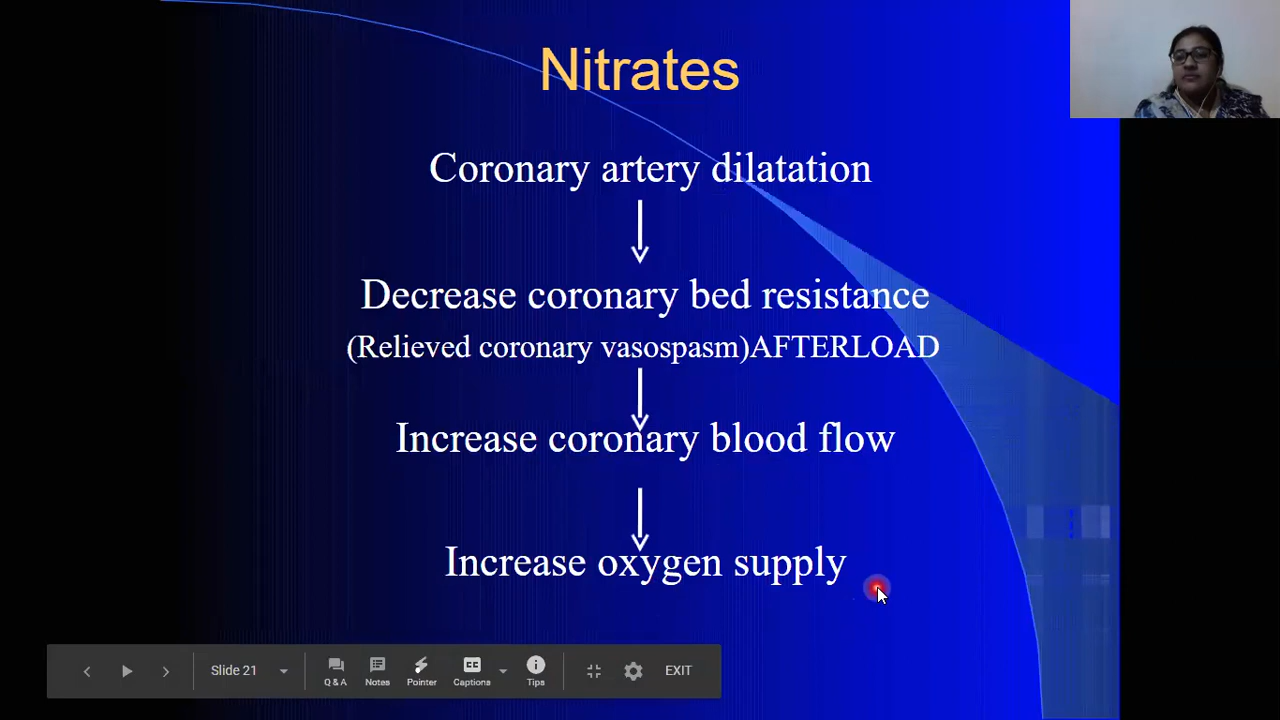 Nitrates
Coronary artery dilatation
Decrease coronary bed resistance
(Relieved coronary vasospasm)AFTERLOAD
Increase coronary blood flow
Increase oxygen supply
Slide 21
Q & A
Notes
Pointer
CC
Captions
Tips
EXIT